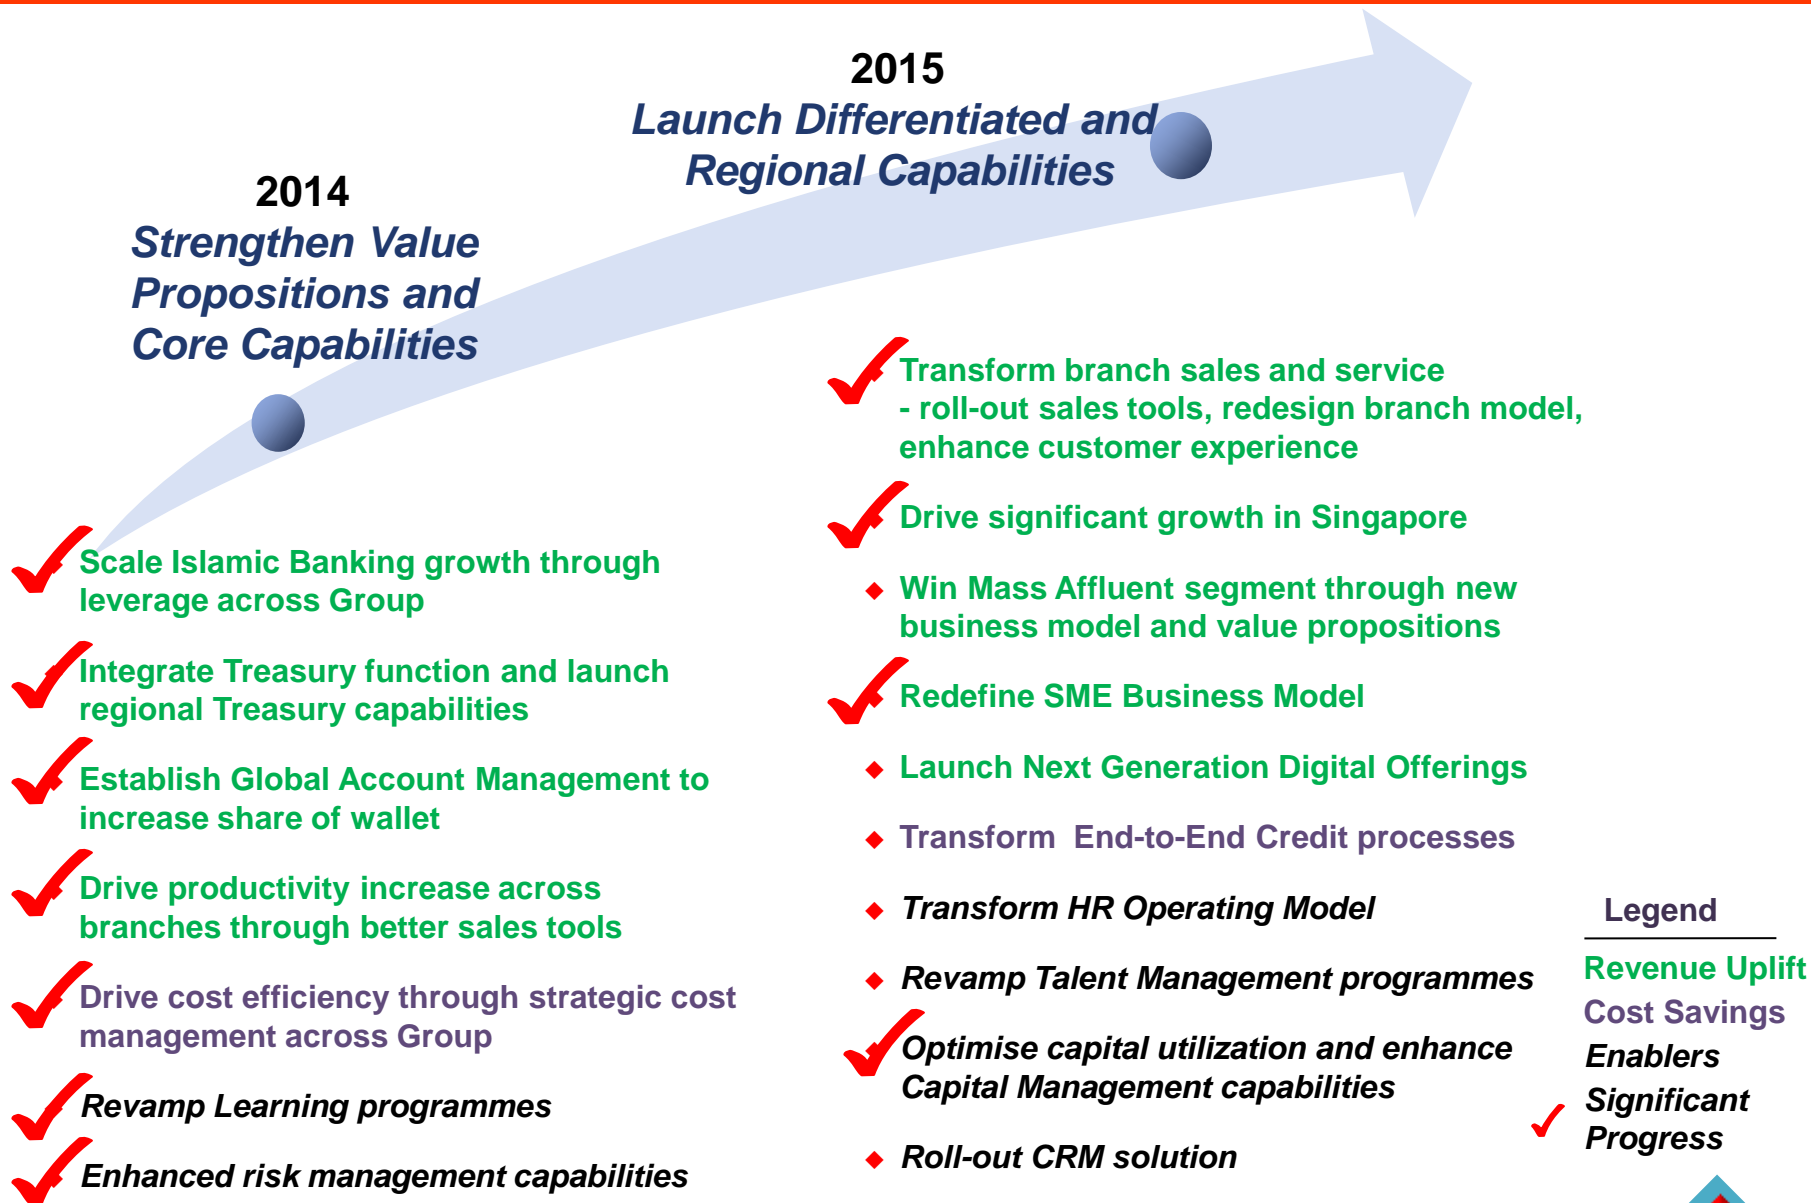 2014
Strengthen Value
Propositions and
Core Capabilities
2015
Launch Differentiated and
Regional Capabilities
Scale Islamic Banking growth through
leverage across Group
Integrate Treasury function and launch
regional Treasury capabilities
Establish Global Account Management to
increase share of wallet
Drive productivity increase across
branches through better sales tools
Drive cost efficiency through strategic cost
management across Group
Revamp Learning programmes
Enhanced risk management capabilities
Transform branch sales and service
- roll-out sales tools, redesign branch model,
enhance customer experience
Drive significant growth in Singapore
Win Mass Affluent segment through new
business model and value propositions
Redefine SME Business Model
Launch Next Generation Digital Offerings
Transform  End-to-End Credit processes
Transform HR Operating Model
Revamp Talent Management programmes
Optimise capital utilization and enhance
Capital Management capabilities
Roll-out CRM solution
Legend
Revenue Uplift
Cost Savings
Enablers
Significant
Progress